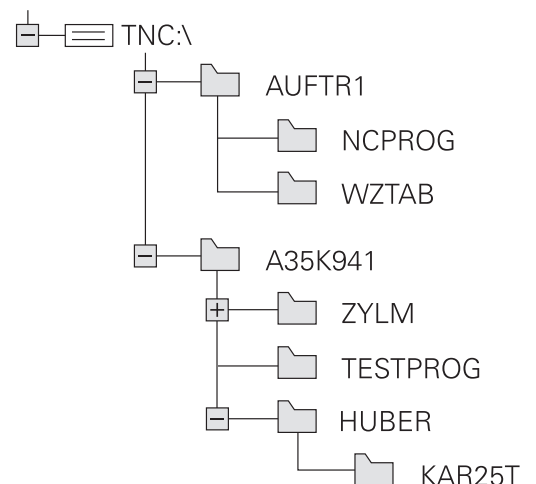 TNC:\
AUFTR1
NCPROG
WZTAB
A35K941
ZYLM
TESTPROG
HUBER
KAR25T